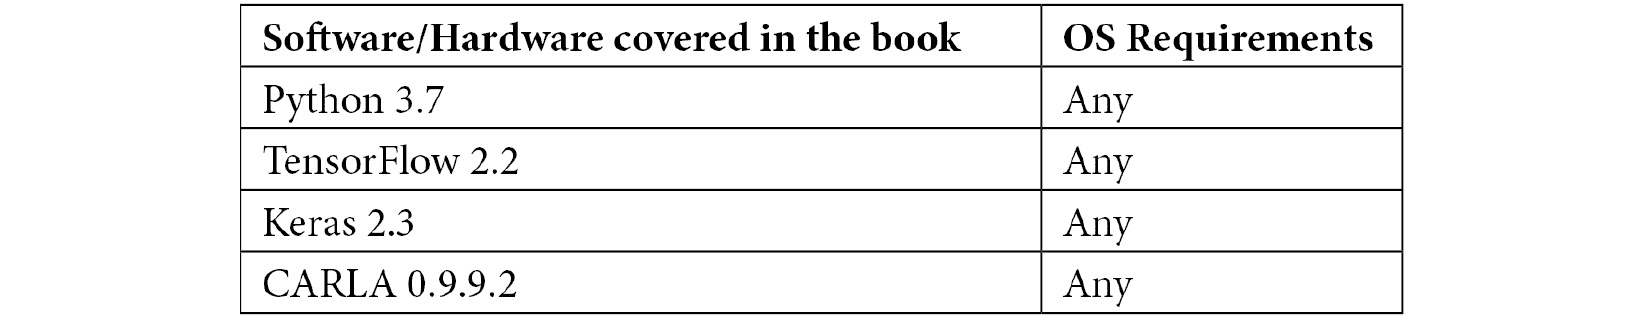 Software/Hardware covered in the book OS Requirements
Python 3.7 Any
TensorFlow 2.2 Any
Keras 2.3 Any
CARLA 0.9.9.2 Any